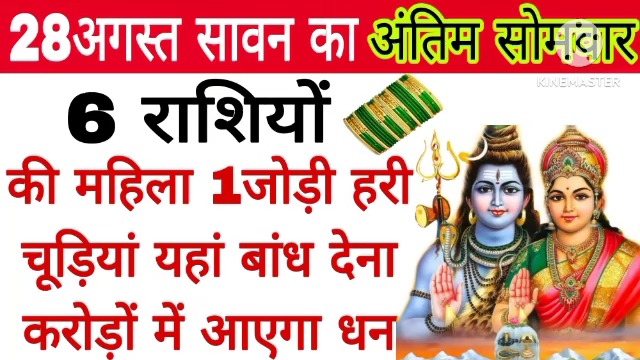 28अगस्त सावन का अंतिम सोमवार
KINEMASTER
6 राशियों
की महिला 1जोड़ी हरी
चूड़ियां यहां बांध देना
करोड़ों में आएगा धन